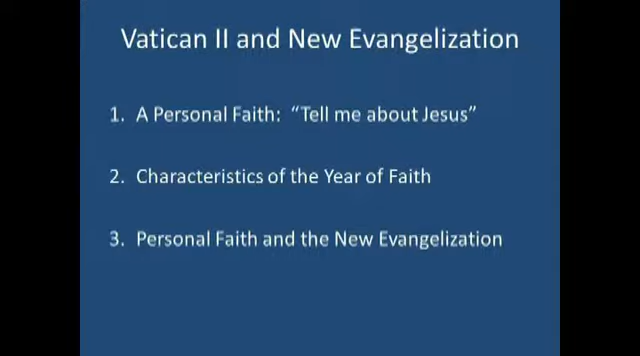 Vatican II and New Evangelization
1. A Personal Faith: “Tell me about Jesus”
2. Characteristics of the Year of Faith
3. Personal Faith and the New Evangelization